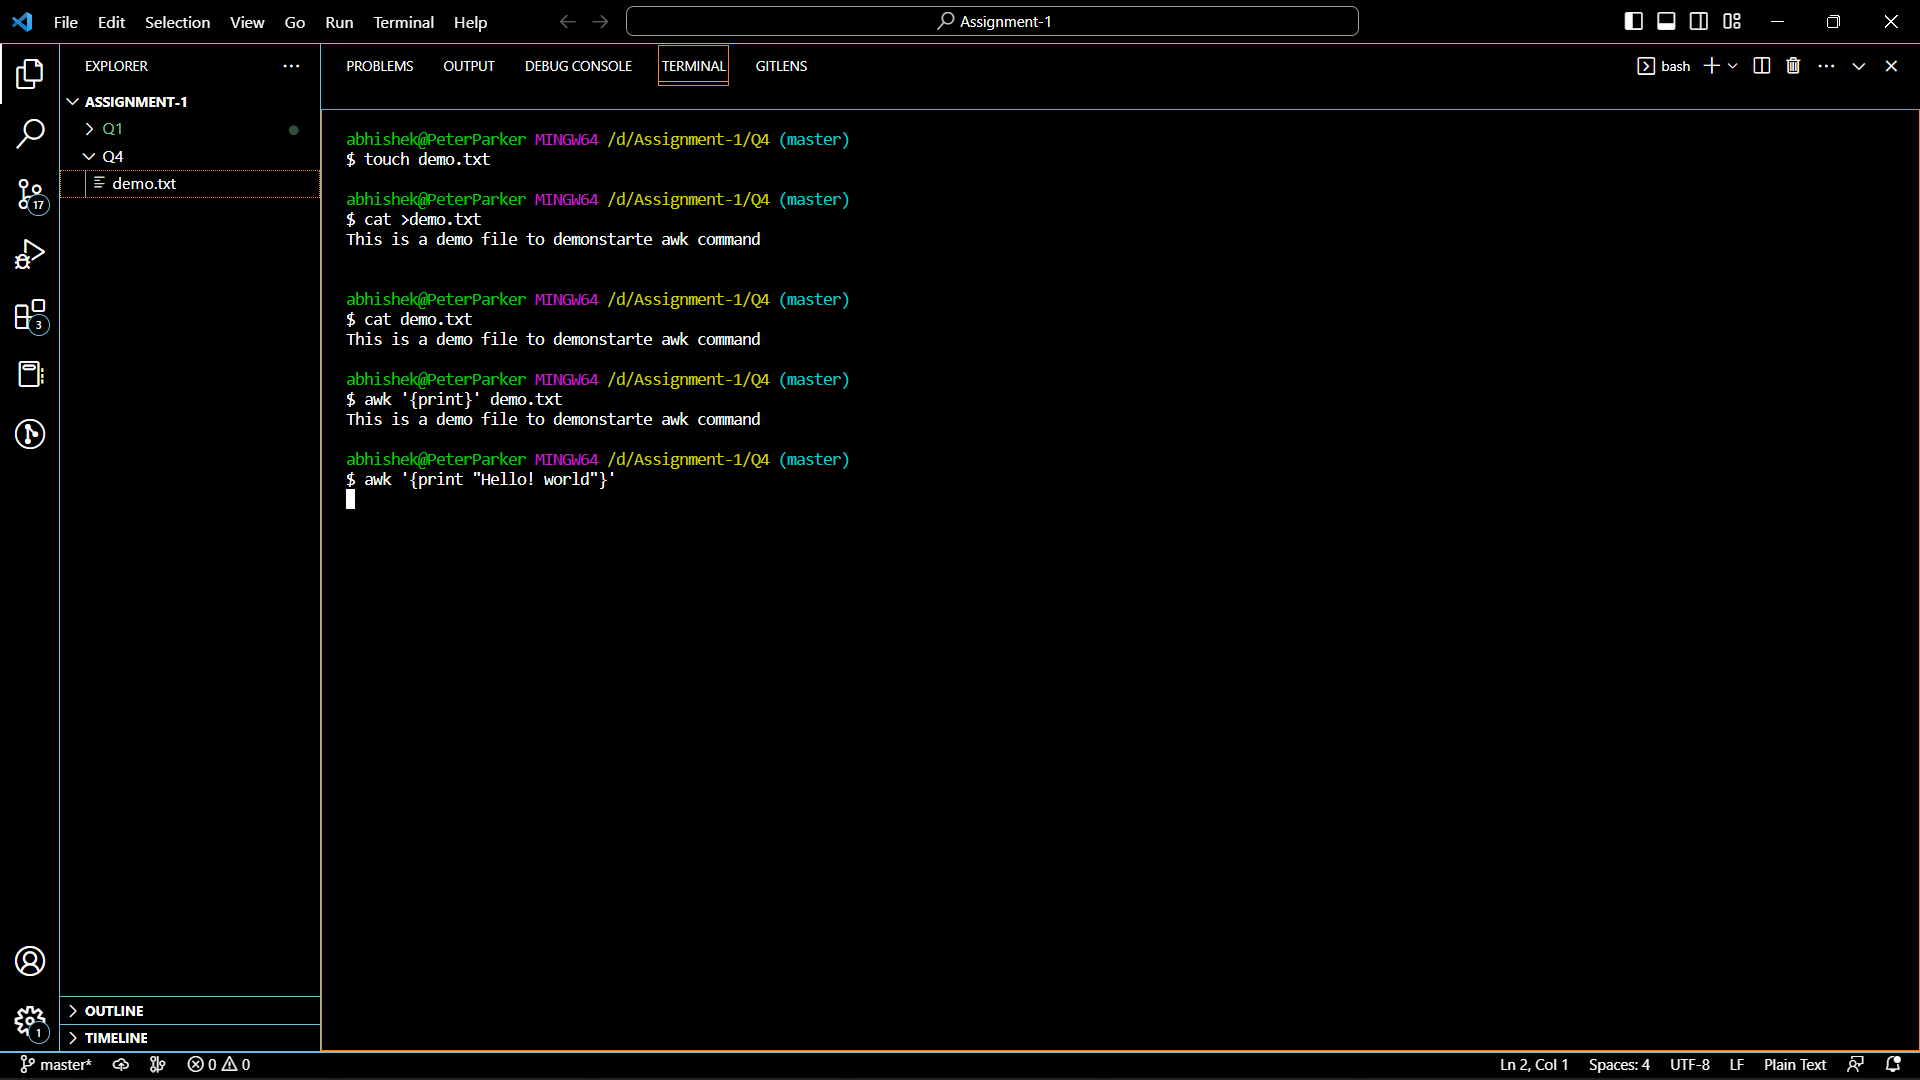 File Edit Selection View Go Run Terminal Help Assignment-1
EXPLORER
ASSIGNMENT-1
Q1
Q4
demo.txt
17
3
PROBLEMS OUTPUT DEBUG CONSOLE TERMINAL GITLENS bash
abhishek@PeterParker MINGW64 /d/Assignment-1/Q4 (master)
$ touch demo.txt
abhishek@PeterParker MINGW64 /d/Assignment-1/Q4 (master)
$ cat >demo.txt
This is a demo file to demonstarte awk command
abhishek@PeterParker MINGW64 /d/Assignment-1/Q4 (master)
$ cat demo.txt
This is a demo file to demonstarte awk command
abhishek@PeterParker MINGW64 /d/Assignment-1/Q4 (master)
$ awk '{print}' demo.txt
This is a demo file to demonstarte awk command
abhishek@PeterParker MINGW64 /d/Assignment-1/Q4 (master)
$ awk '{print "Hello! world"}'
OUTLINE
TIMELINE
1
master* 0 0 Ln 2, Col 1 Spaces: 4 UTF-8 LF Plain Text